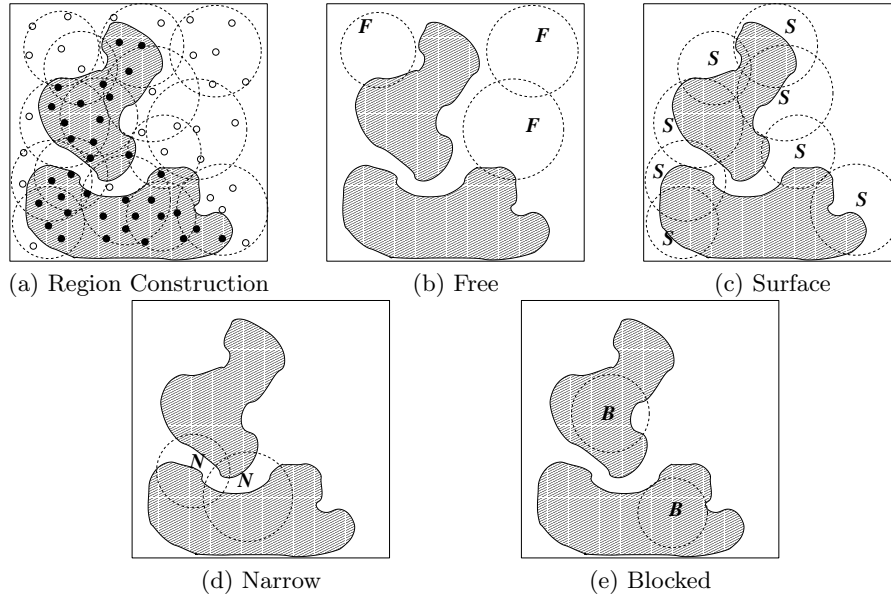 F
F
F
S
S
S
S
S
S
S
S
(a) Region Construction
(b) Free
(c) Surface
N
N
B
B
(d) Narrow
(e) Blocked